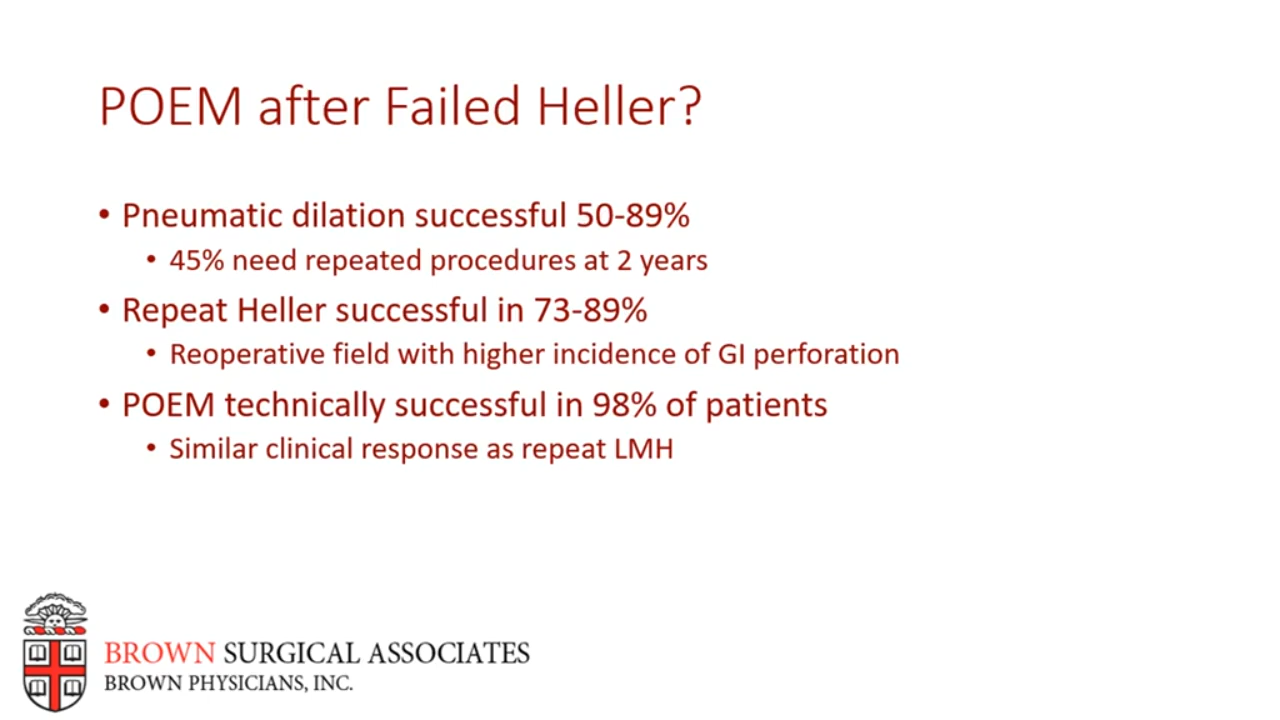 POEM after Failed Heller?
• Pneumatic dilation successful 50-89%
• 45% need repeated procedures at 2 years
• Repeat Heller successful in 73-89%
• Reoperative field with higher incidence of GI perforation
• POEM technically successful in 98% of patients
• Similar clinical response as repeat LMH
BROWN SURGICAL ASSOCIATES
BROWN PHYSICIANS, INC.